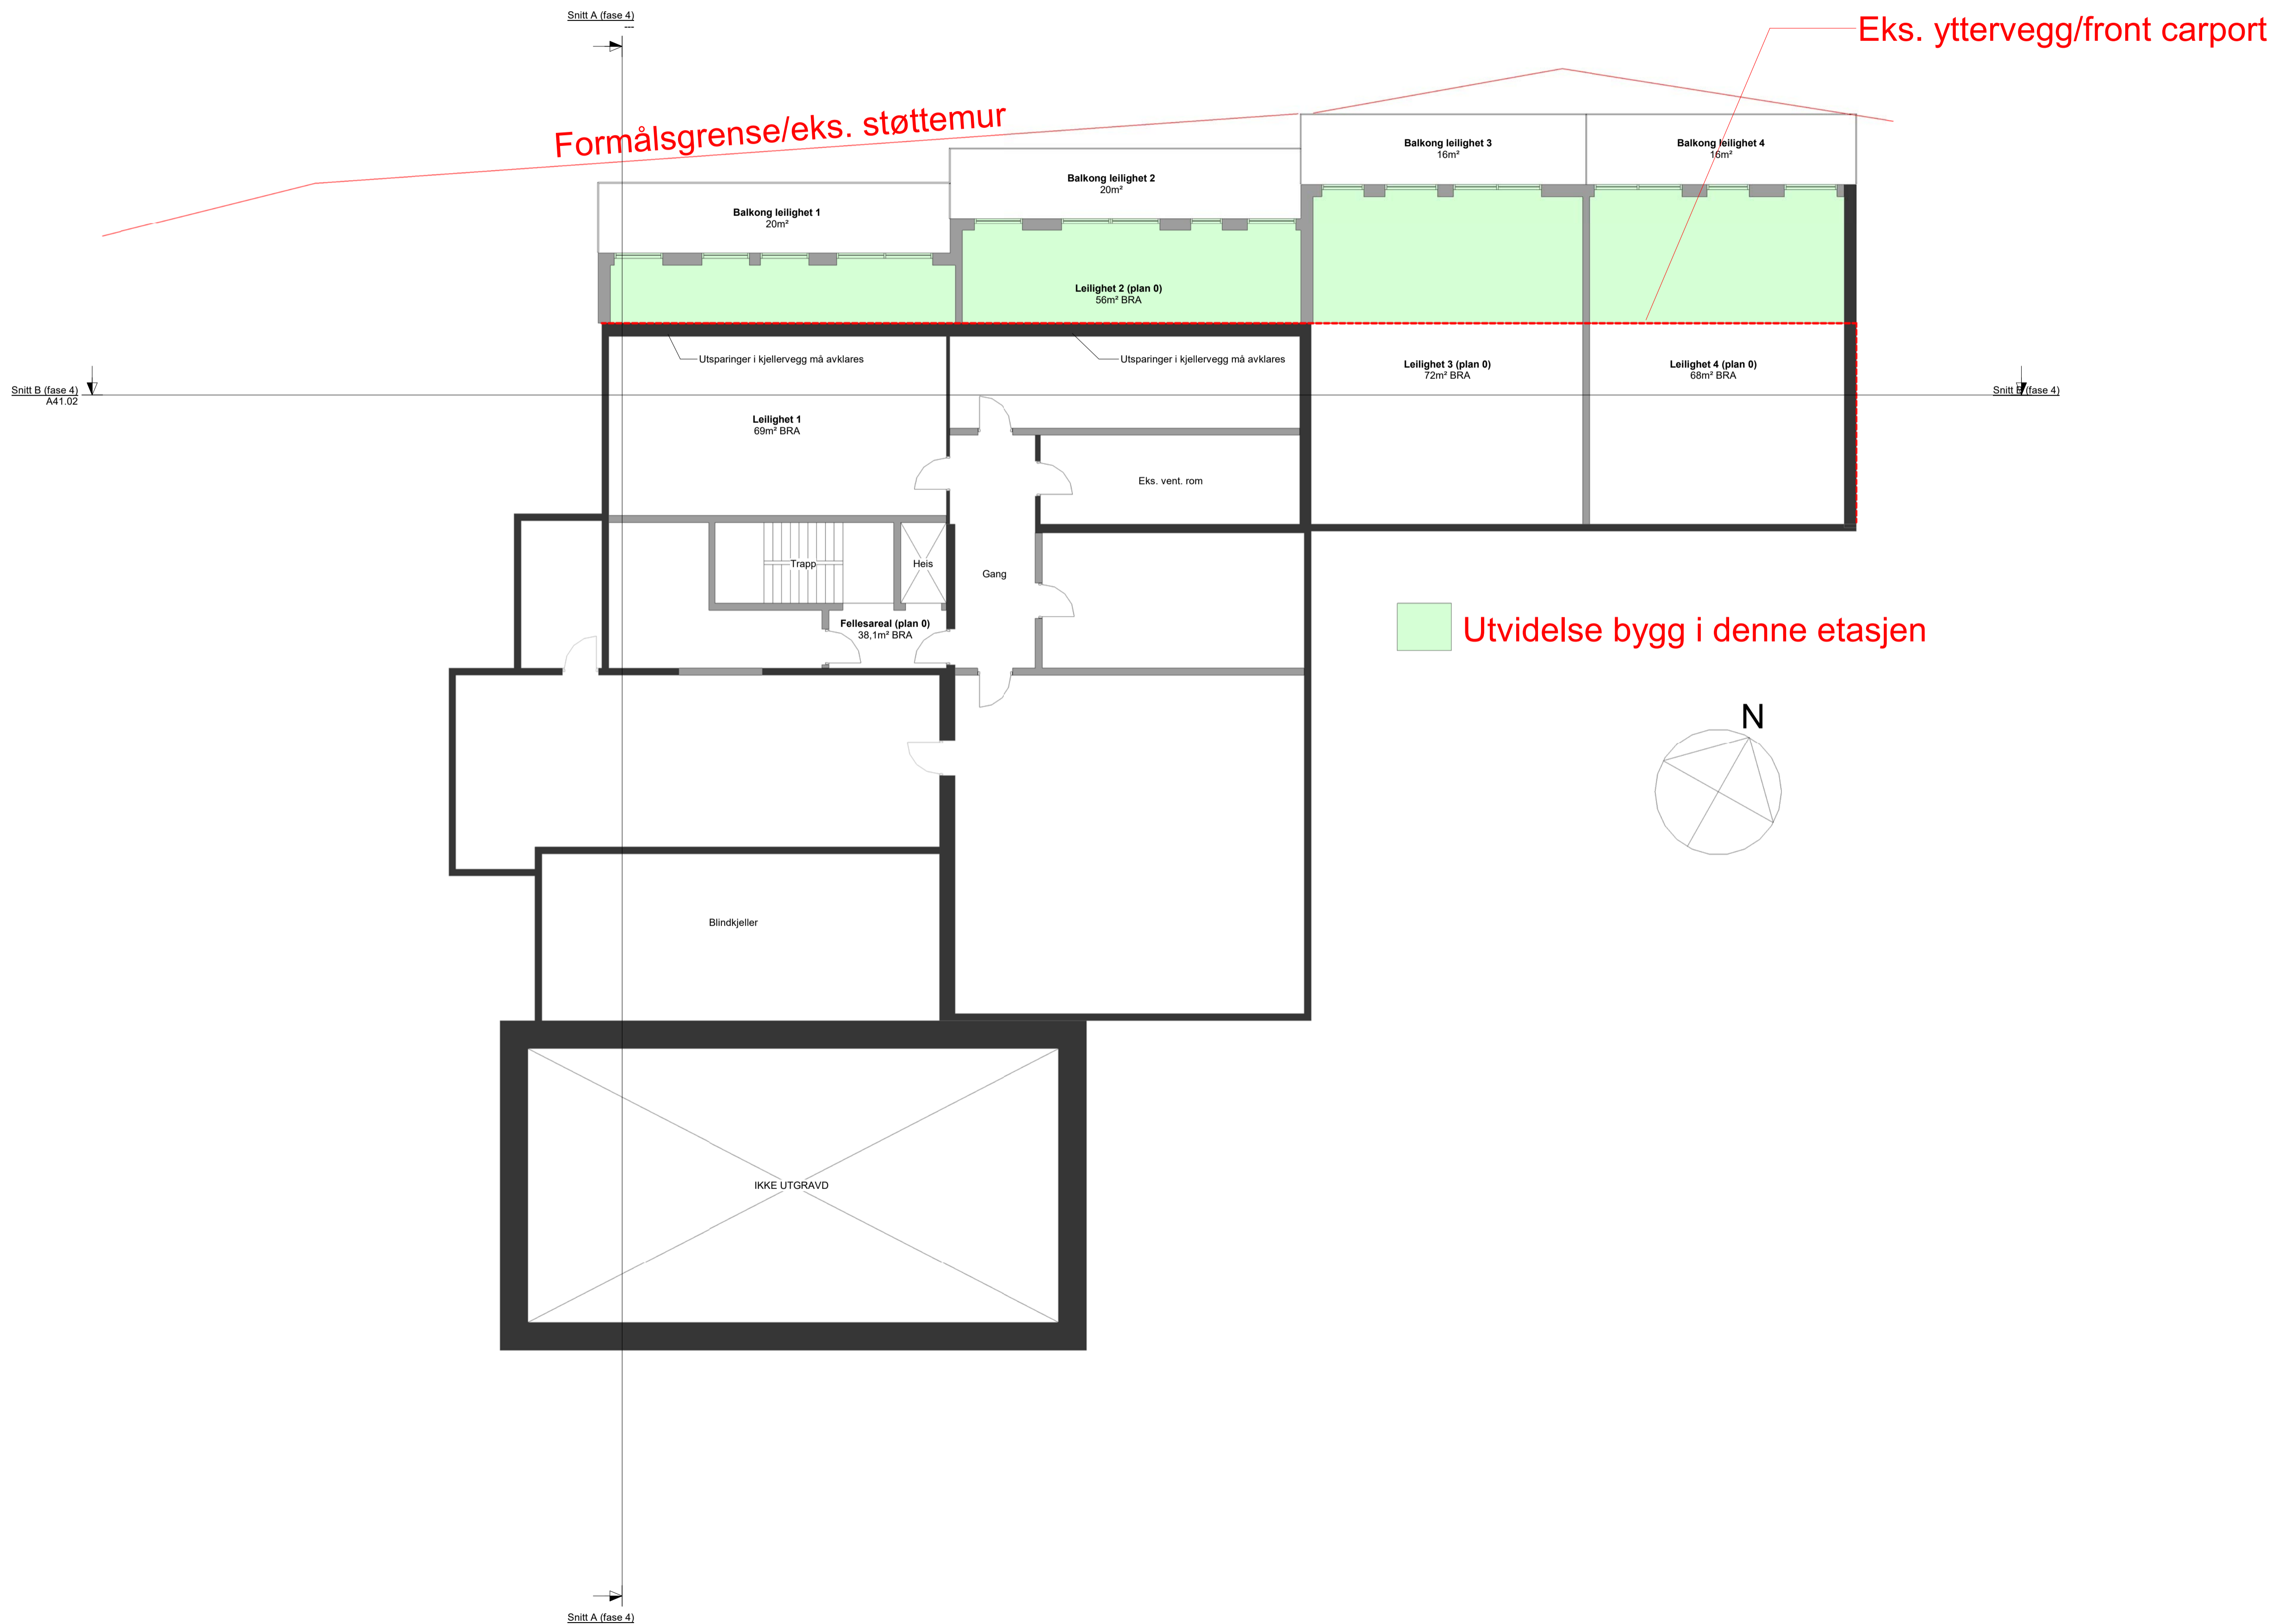 Snitt A (fase 4)
---
Eks. yttervegg/front carport
Formålsgrense/eks. støttemur
Balkong leilighet 3
16m²
Balkong leilighet 4
16m²
Balkong leilighet 2
20m²
Balkong leilighet 1
20m²
Leilighet 2 (plan 0)
56m² BRA
Utsparinger i kjellervegg må avklares
Utsparinger i kjellervegg må avklares
Leilighet 3 (plan 0)
72m² BRA
Leilighet 4 (plan 0)
68m² BRA
Snitt B (fase 4)
A41.02
Snitt B (fase 4)
Leilighet 1
69m² BRA
Eks. vent. rom
Trapp
Heis
Gang
Fellesareal (plan 0)
38,1m² BRA
Utvidelse bygg i denne etasjen
N
Blindkjeller
IKKE UTGRAVD
Snitt A (fase 4)